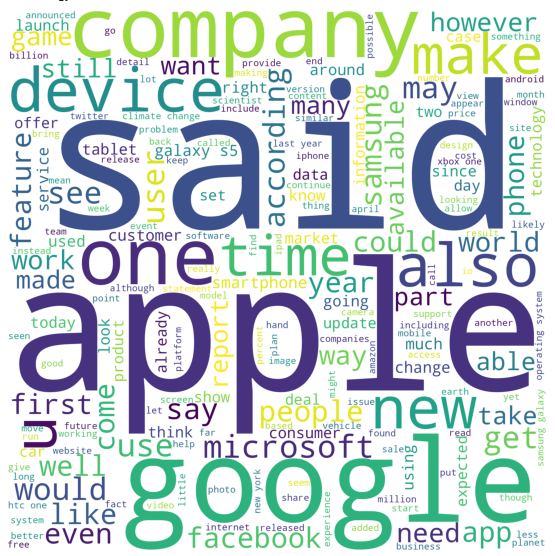 announced
go
company
possible
something
launch
game
billion
detail
lot
end
provide
making
however
make
case
number
android
still
want
around
version
content
include
scientist
device
right
many
may
two
view
appear
price
month
window
offer
bring
twitter
climate change
problem
back
called
similar
last year
iphone
tablet
release
keep
galaxy s5
according
data
continue
information
samsung
available
phone
since
day
design
cost
xbox one
site
technology
feature
service
mean
see
user
set
know
thing
april
looking
allow
said
team
week
event
customer
software
market
find
ipad
really
time
could
result
world
likely
instead
used
work
made
one
although
statement
smartphone
year
going
also
call
io
part
point
model
camera
update
mobile
including
support
another
operating system
seen
today
look
product
already
platform
report
percent
hand
plan
image
companies
amazon
way
much
access
change
able
apple
good
come
screen
show
deal
might
issue
earth
yet
samsung galaxy
first
let
say
people
based
vehicle
consumer
found
new
take
u
move
run
future
working
car
website
use
think
far
help
microsoft
sale
using
read
put
expected
get
though
give
long
well
would
like
htc one
system
fact
video
little
photo
new york
seem
share
experience
million
start
google
better
free
even
internet
released
facebook
added
need
business
app
less
planet